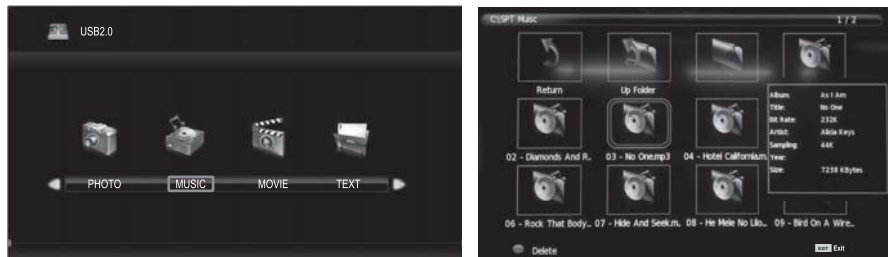 USB2.0
PHOTO MUSIC MOVIE TEXT
C:\SPT Music 1 / 2
Return Up Folder
Album: As I Am
Title: No One
Bit Rate: 232K
Artist: Alicia Keys
Sampling: 44K
Year:
Size: 7238 KBytes
02 - Diamonds And R.. 03 - No One.mp3 04 - Hotel California.m
06 - Rock That Body.. 07 - Hide And Seek.m.. 08 - He Mele No Lilo.. 09 - Bird On A Wire..
Delete EXIT Exit